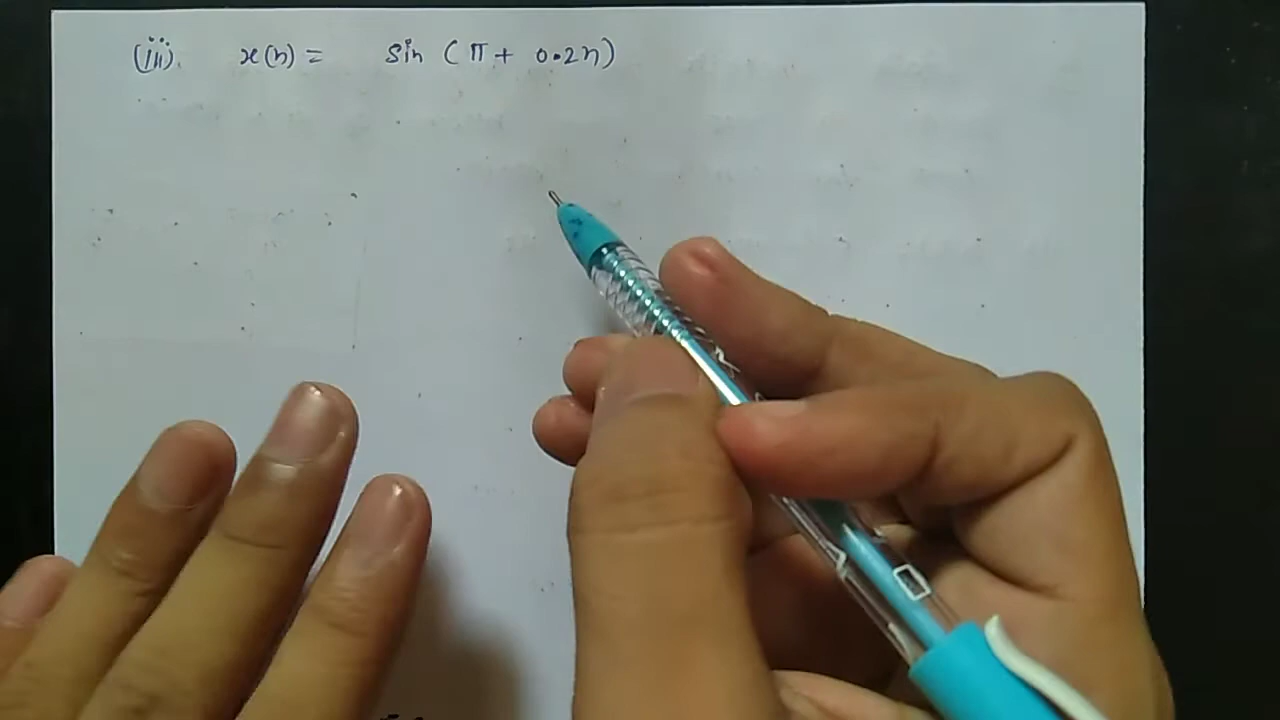 (iii). x(n) = sin (π + 0.2n)